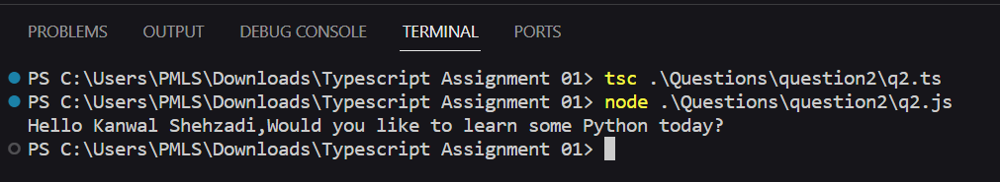 PROBLEMS OUTPUT DEBUG CONSOLE TERMINAL PORTS
PS C:\Users\PMLS\Downloads\Typescript Assignment 01> tsc .\Questions\question2\q2.ts
PS C:\Users\PMLS\Downloads\Typescript Assignment 01> node .\Questions\question2\q2.js
Hello Kanwal Shehzadi,Would you like to learn some Python today?
PS C:\Users\PMLS\Downloads\Typescript Assignment 01>